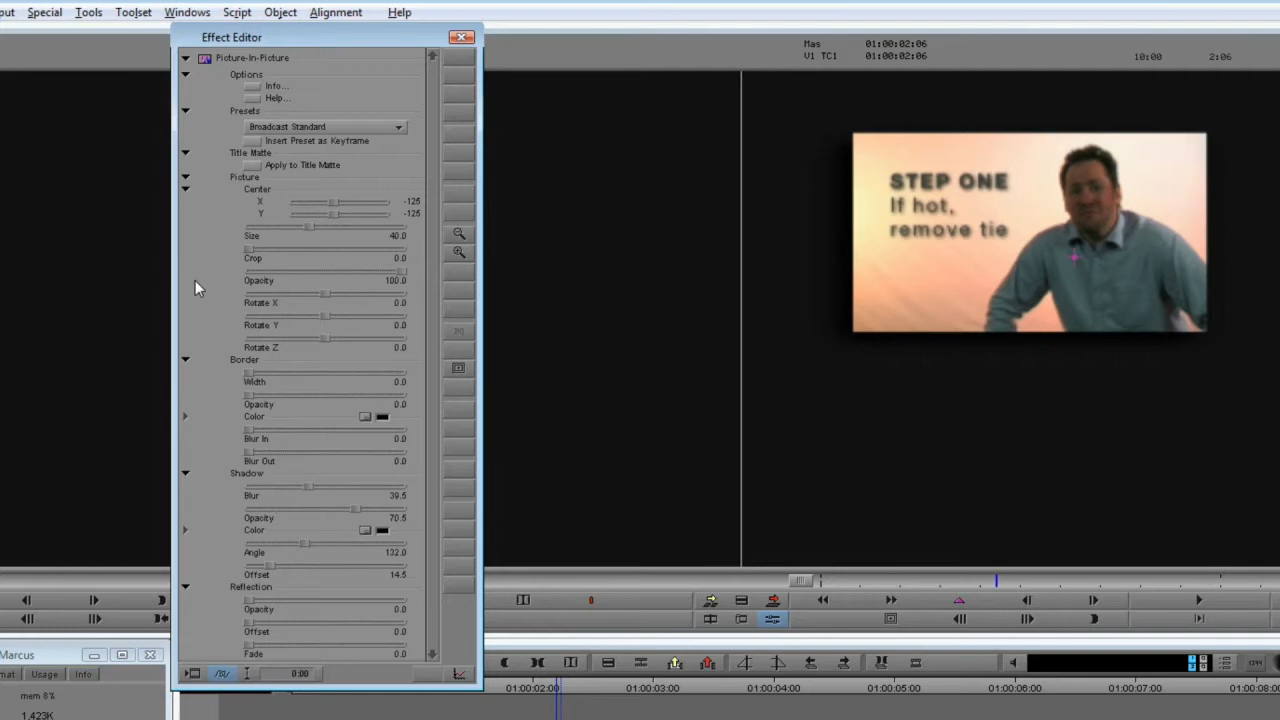 put Special Tools Toolset Windows Script Object Alignment Help
Effect Editor
Mas 01:00:02:06
V1 TC1 01:00:02:06 10:00 2:06
Picture-In-Picture
Options
Info...
Help...
Presets
Broadcast Standard
Insert Preset as Keyframe
Title Matte
Apply to Title Matte
Picture
Center
X -125
Y -125
Size 40.0
Crop 0.0
Opacity 100.0
Rotate X 0.0
Rotate Y 0.0
Rotate Z 0.0
Border
Width 0.0
Opacity 0.0
Color
Blur In 0.0
Blur Out 0.0
Shadow
Blur 39.5
Opacity 70.5
Color
Angle 132.0
Offset 14.5
Reflection
Opacity 0.0
Offset 0.0
Fade 0.0
0:00
STEP ONE
If hot,
remove tie
0
Marcus
mat Usage Info
mem 8%
1,423K
01:00:02:00 01:00:03:00 01:00:04:00 01:00:05:00 01:00:06:00 01:00:07:00 01:00:08:0